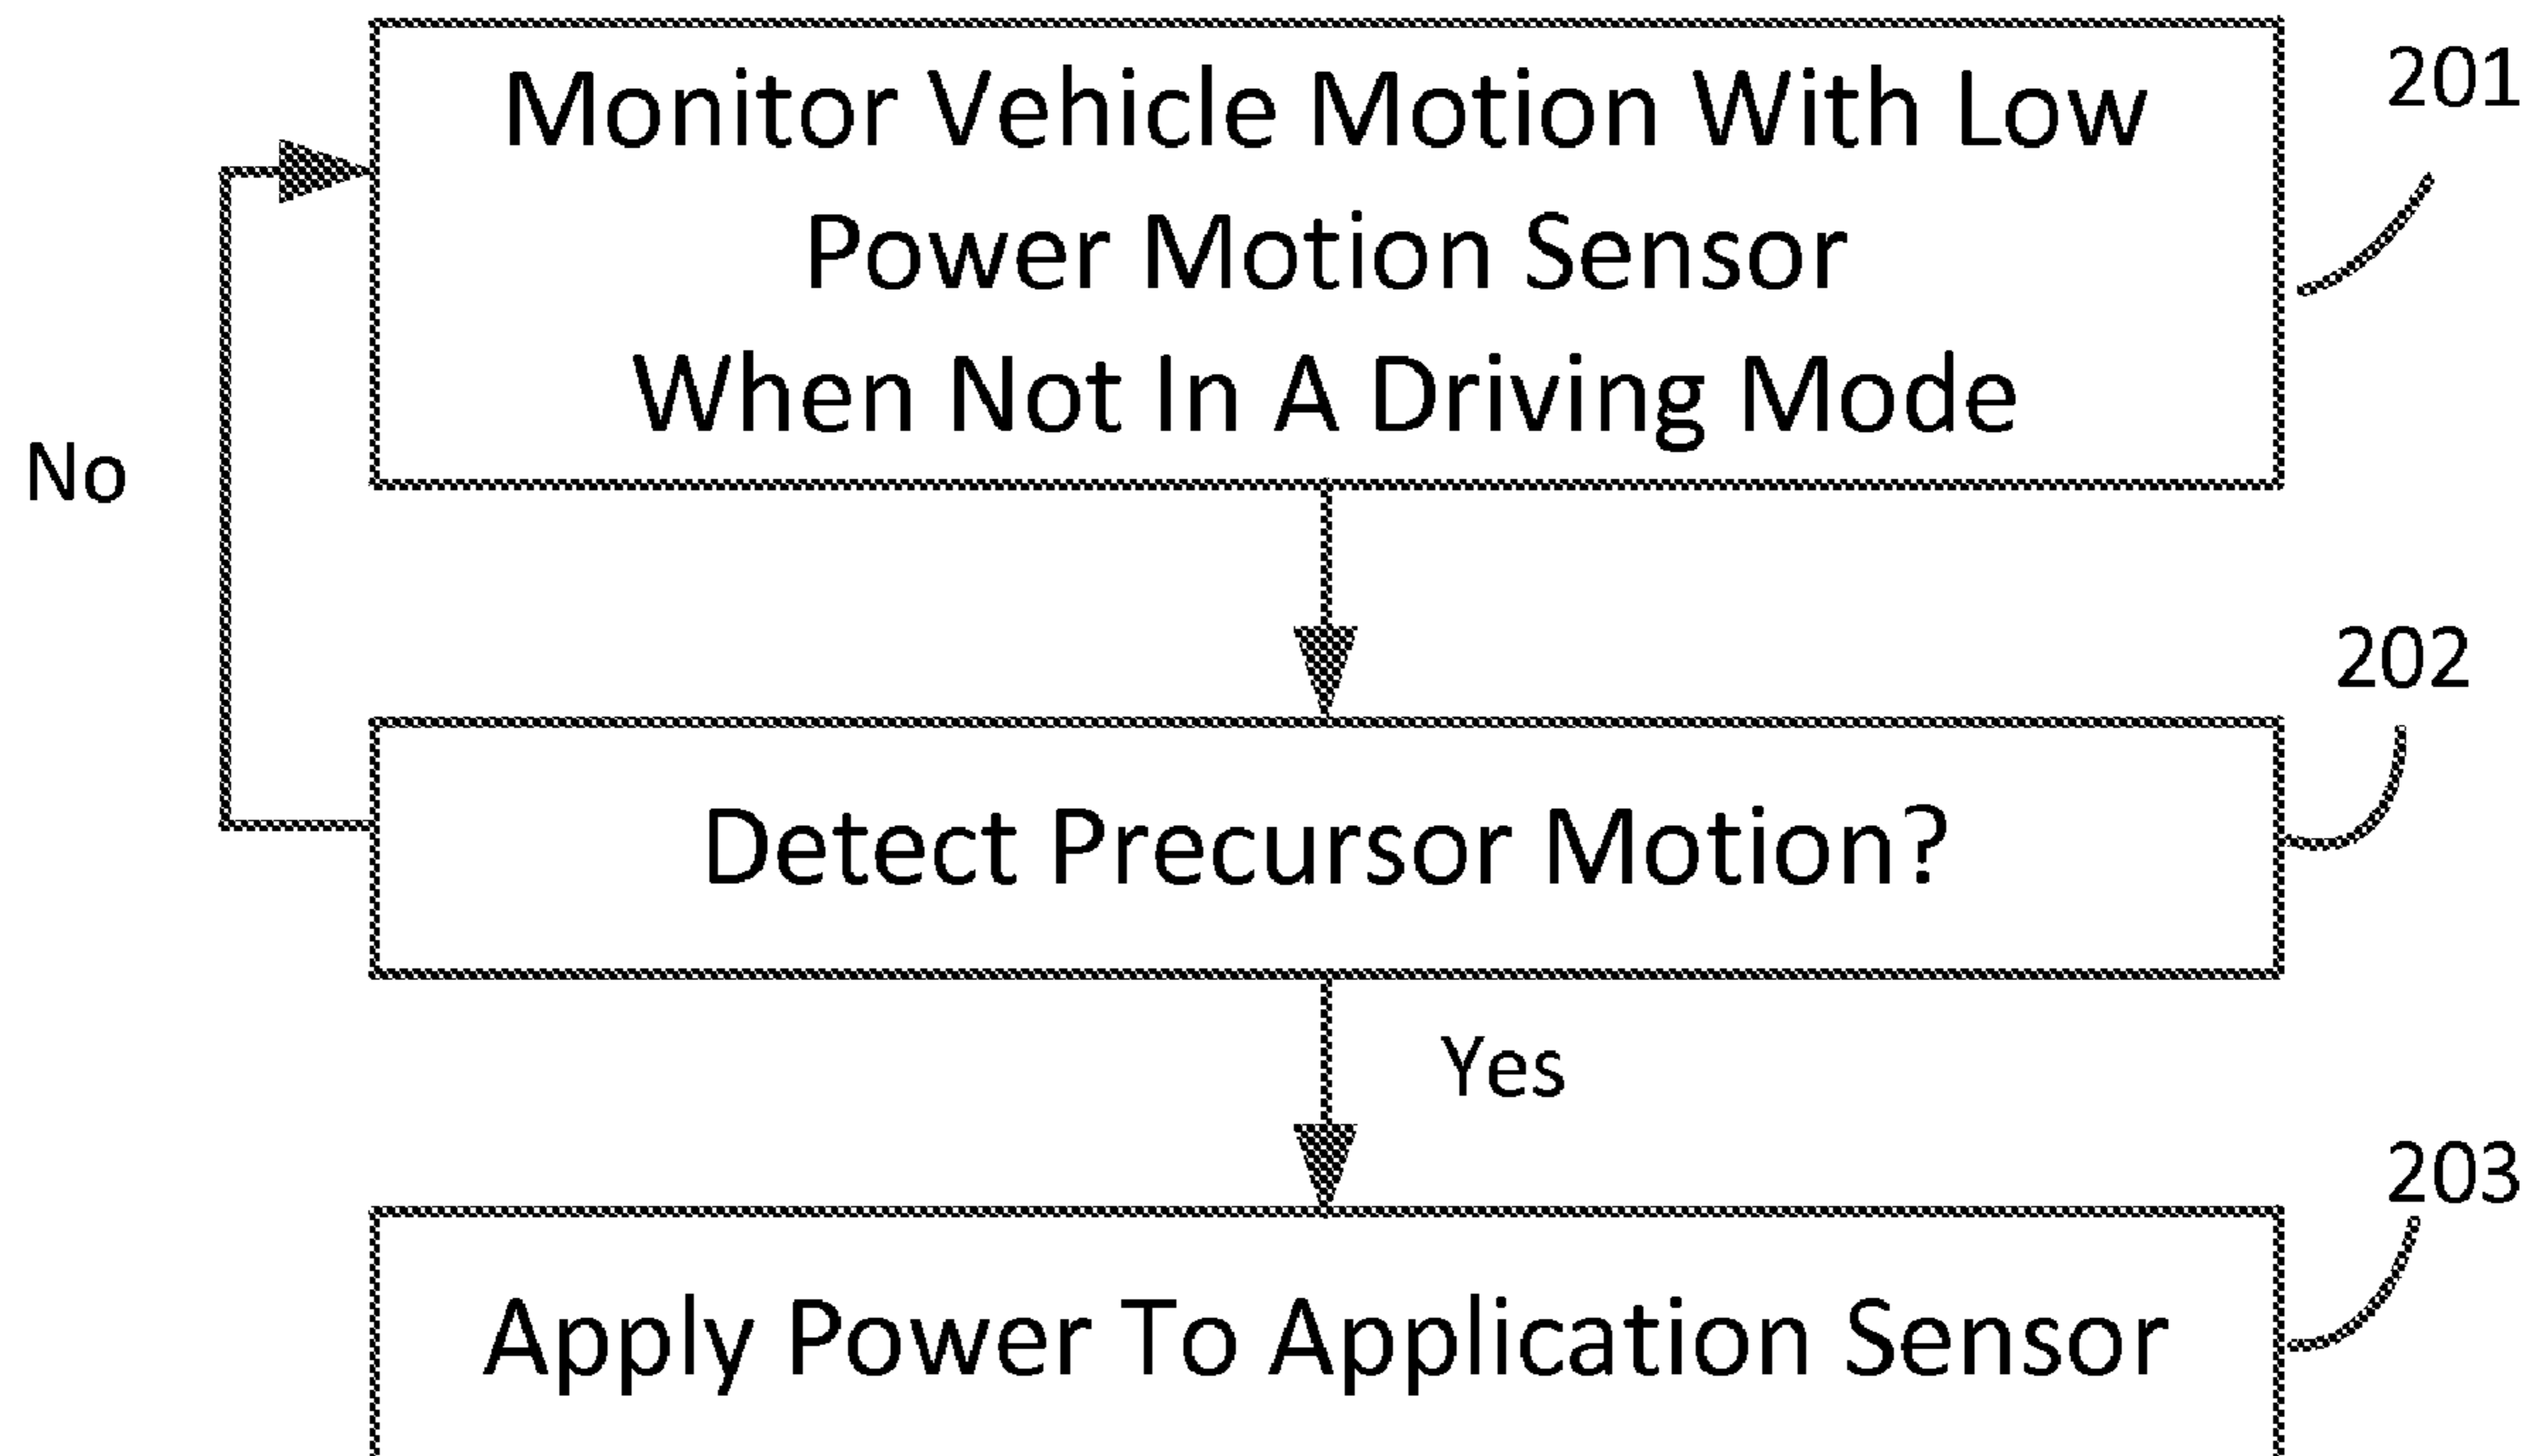 Monitor Vehicle Motion With Low
Power Motion Sensor
When Not In A Driving Mode
201
No
202
Detect Precursor Motion?
Yes
203
Apply Power To Application Sensor